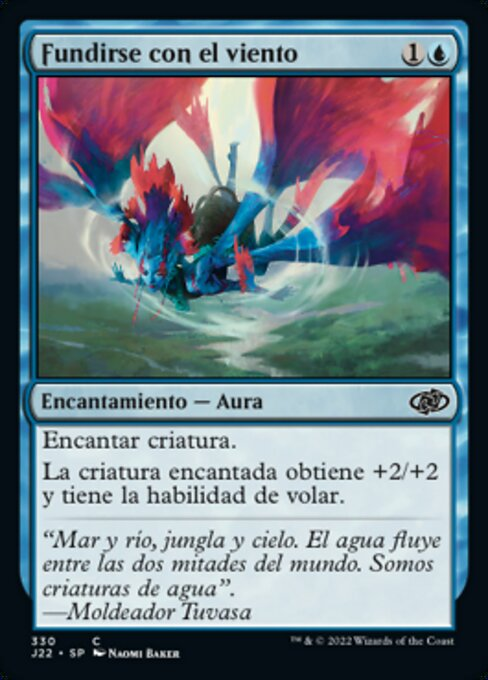 Fundirse con el viento 1
Encantamiento — Aura
Encantar criatura.
La criatura encantada obtiene +2/+2
y tiene la habilidad de volar.
“Mar y río, jungla y cielo. El agua fluye
entre las dos mitades del mundo. Somos
criaturas de agua”.
—Moldeador Tuvasa
330 C
J22 • SP Naomi Baker
™ & © 2022 Wizards of the Coast